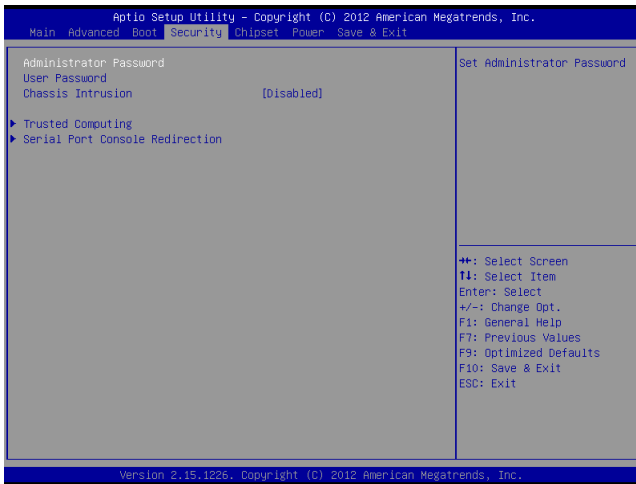 Aptio Setup Utility – Copyright (C) 2012 American Megatrends, Inc.
Main Advanced Boot Security Chipset Power Save & Exit
Administrator Password
User Password
Chassis Intrusion [Disabled]
Trusted Computing
Serial Port Console Redirection
Set Administrator Password
→←: Select Screen
↑↓: Select Item
Enter: Select
+/-: Change Opt.
F1: General Help
F7: Previous Values
F9: Optimized Defaults
F10: Save & Exit
ESC: Exit
Version 2.15.1226. Copyright (C) 2012 American Megatrends, Inc.